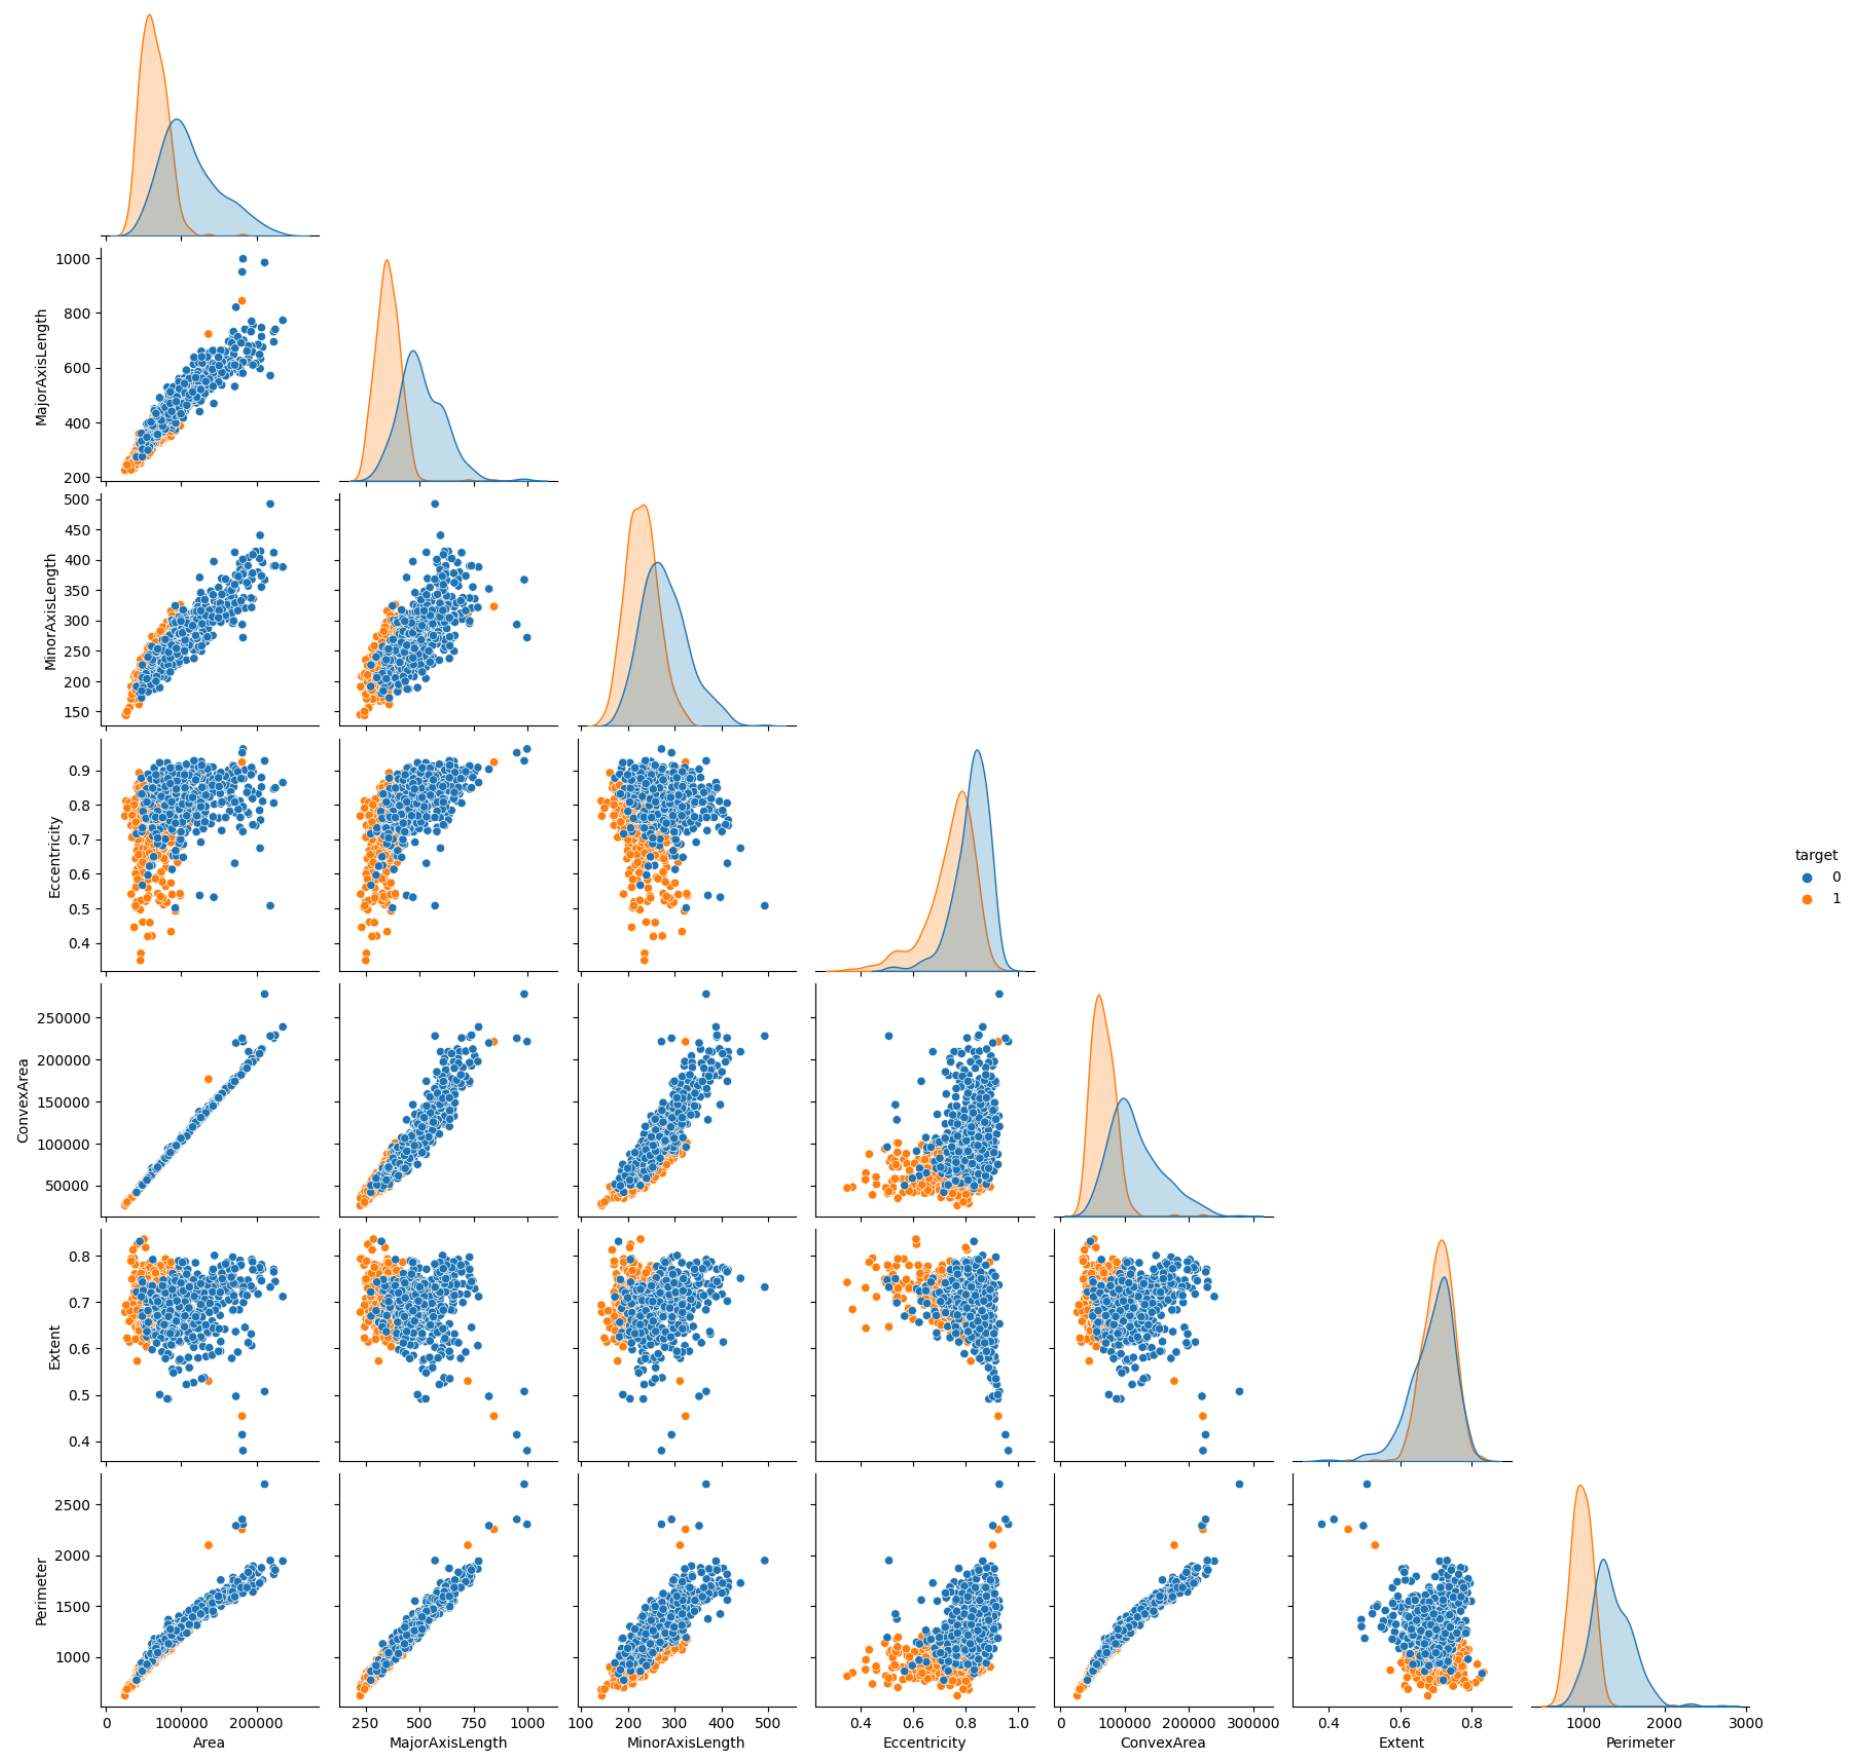 1000
800
600
400
200
MajorAxisLength
500
450
400
350
300
250
200
150
MinorAxisLength
0.9
0.8
0.7
0.6
0.5
0.4
Eccentricity
target
0
1
250000
200000
150000
100000
50000
ConvexArea
0.8
0.7
0.6
0.5
0.4
Extent
2500
2000
1500
1000
Perimeter
0 100000 200000
250 500 750 1000
100 200 300 400 500
0.4 0.6 0.8 1.0
0 100000 200000 300000
0.4 0.6 0.8
1000 2000 3000
Area
MajorAxisLength
MinorAxisLength
Eccentricity
ConvexArea
Extent
Perimeter